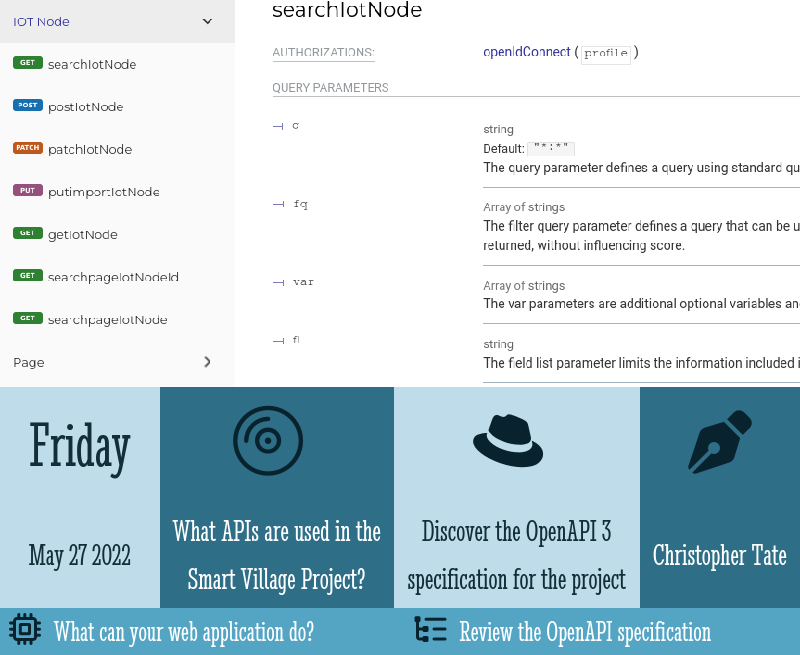 IOT Node
GET searchIotNode
POST postIotNode
PATCH patchIotNode
PUT putimportIotNode
GET getIotNode
GET searchpageIotNodeId
GET searchpageIotNode
Page
searchIotNode
AUTHORIZATIONS:
openIdConnect ( profile )
QUERY PARAMETERS
string
Default: "*:*"
The query parameter defines a query using standard qu
fq
Array of strings
The filter query parameter defines a query that can be u
returned, without influencing score.
var
Array of strings
The var parameters are additional optional variables an
fl
string
The field list parameter limits the information included i
Friday
May 27 2022
What APIs are used in the
Smart Village Project?
Discover the OpenAPI 3
specification for the project
Christopher Tate
What can your web application do?
Review the OpenAPI specification